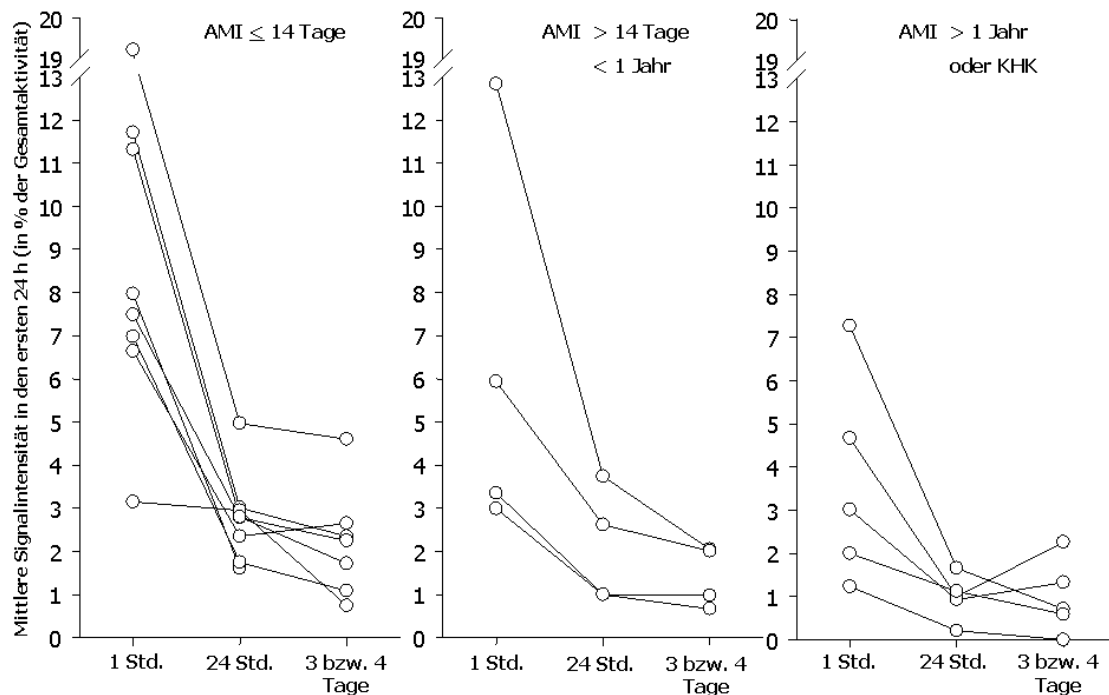 Mittlere Signalintensität in den ersten 24 h (in % der Gesamtaktivität)
20
19
13
12
11
10
9
8
7
6
5
4
3
2
1
0
AMI ≤ 14 Tage
1 Std.
24 Std.
3 bzw. 4
Tage
20
19
13
12
11
10
9
8
7
6
5
4
3
2
1
0
AMI > 14 Tage
< 1 Jahr
1 Std.
24 Std.
3 bzw. 4
Tage
20
19
13
12
11
10
9
8
7
6
5
4
3
2
1
0
AMI > 1 Jahr
oder KHK
1 Std.
24 Std.
3 bzw. 4
Tage